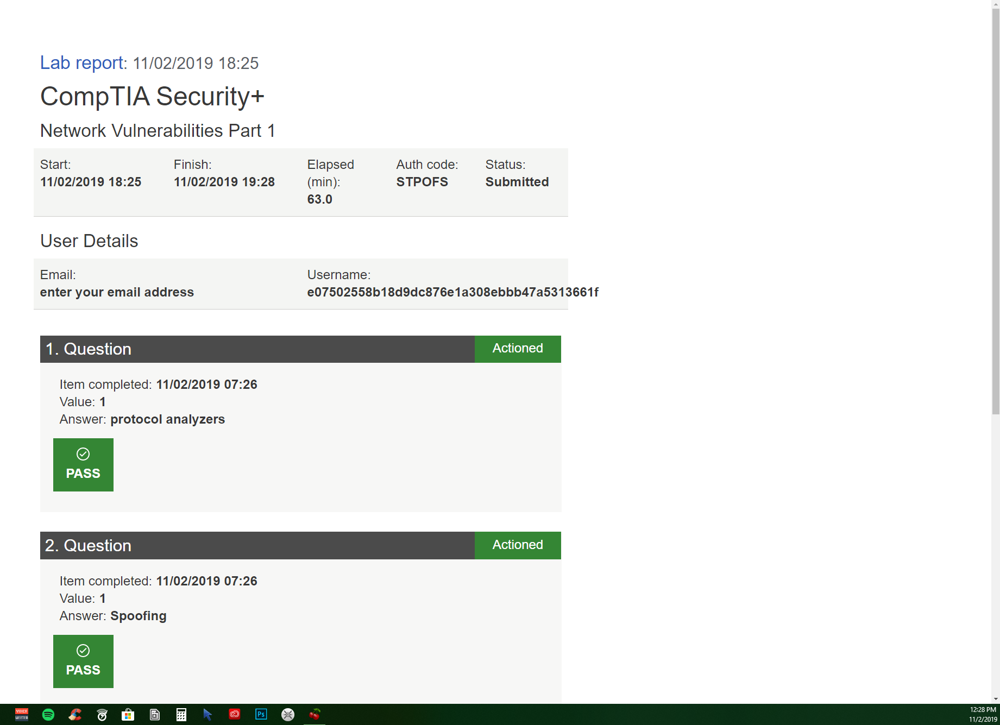 Lab report: 11/02/2019 18:25
CompTIA Security+
Network Vulnerabilities Part 1
Start:
11/02/2019 18:25
Finish:
11/02/2019 19:28
Elapsed
(min):
63.0
Auth code:
STPOFS
Status:
Submitted
User Details
Email:
enter your email address
Username:
e07502558b18d9dc876e1a308ebbb47a5313661f
1. Question
Actioned
Item completed: 11/02/2019 07:26
Value: 1
Answer: protocol analyzers
PASS
2. Question
Actioned
Item completed: 11/02/2019 07:26
Value: 1
Answer: Spoofing
PASS
VOICE
MEETER
Ps
12:28 PM
11/2/2019